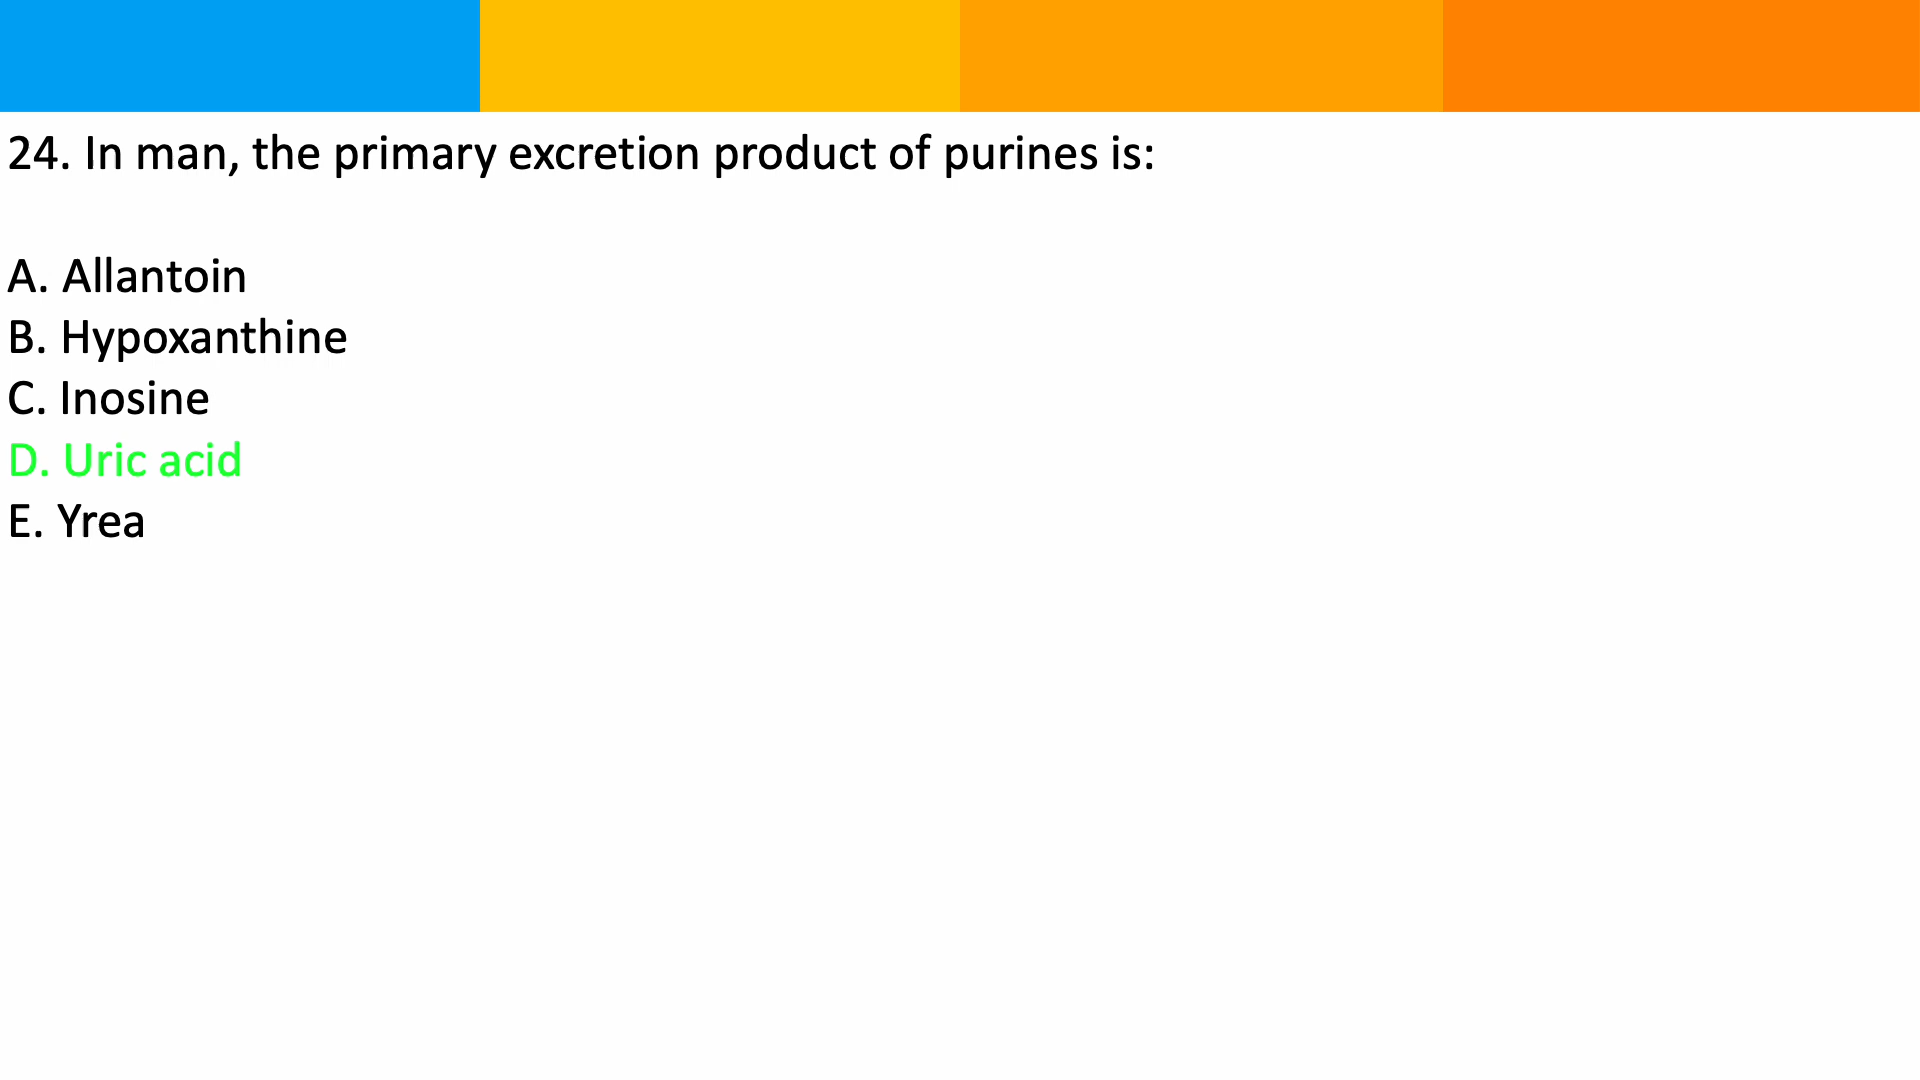 24. In man, the primary excretion product of purines is:
A. Allantoin
B. Hypoxanthine
C. Inosine
D. Uric acid
E. Yrea